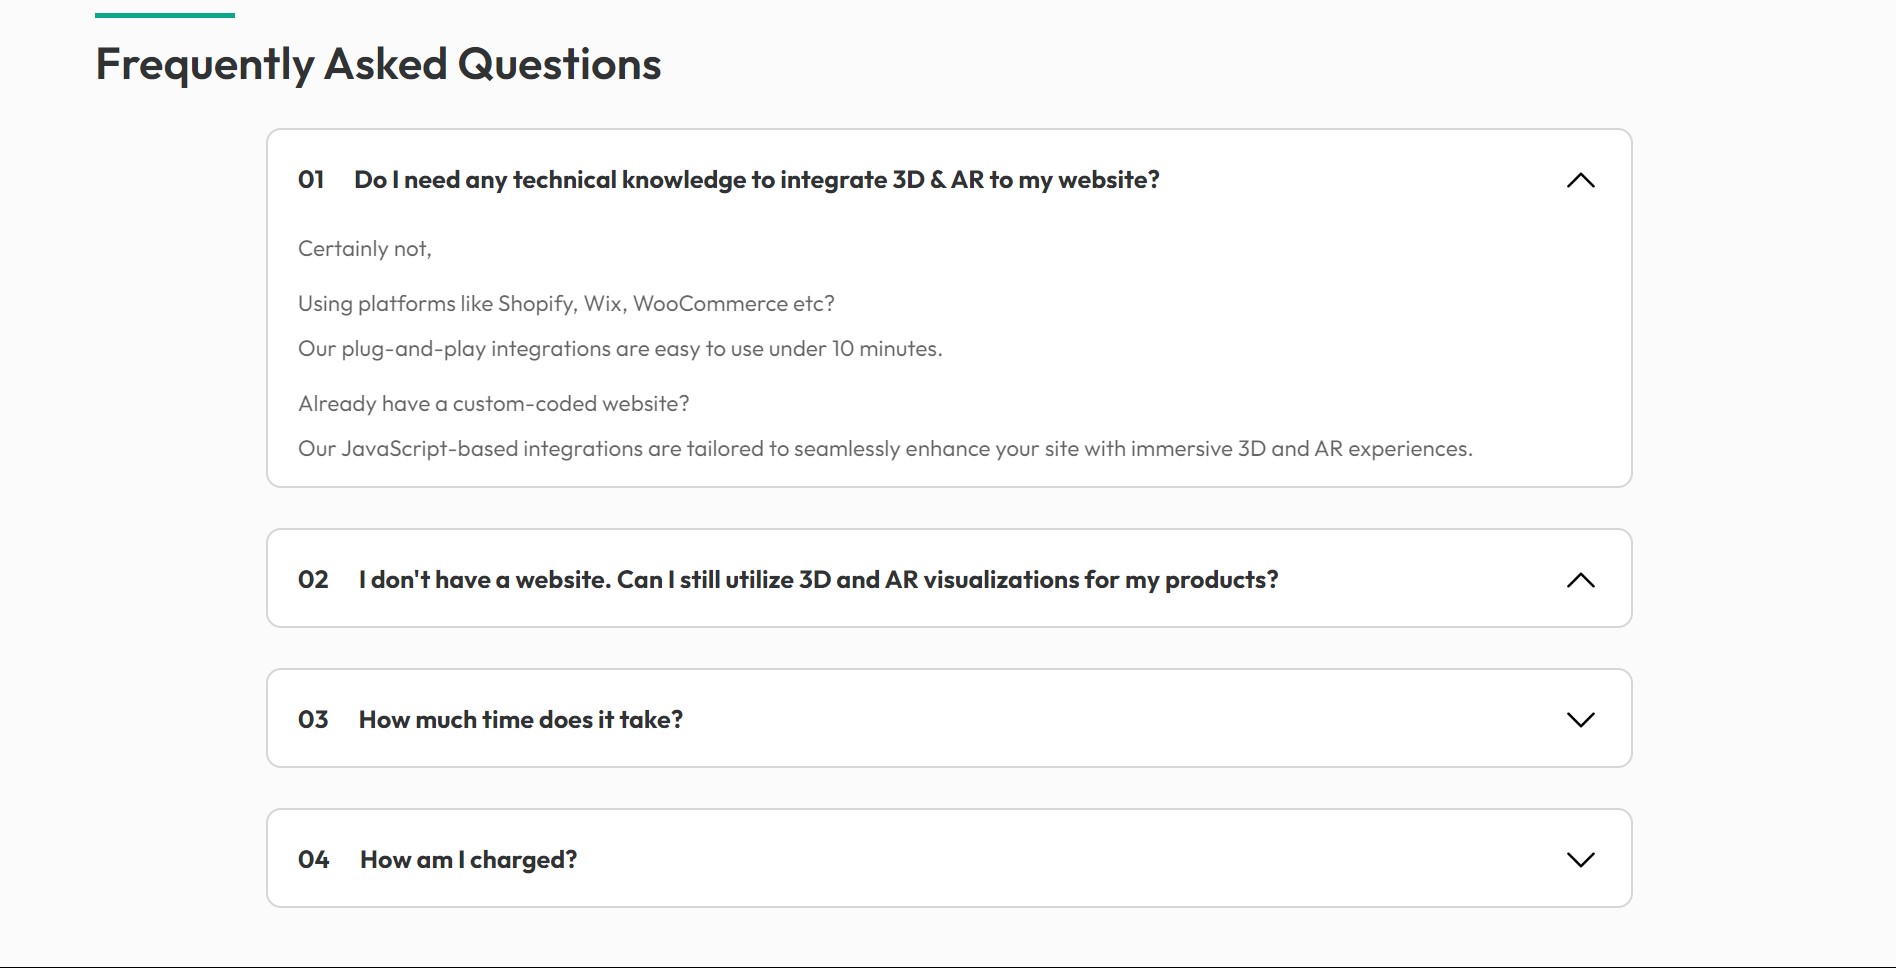 Frequently Asked Questions
01 Do I need any technical knowledge to integrate 3D & AR to my website?
Certainly not,
Using platforms like Shopify, Wix, WooCommerce etc?
Our plug-and-play integrations are easy to use under 10 minutes.
Already have a custom-coded website?
Our JavaScript-based integrations are tailored to seamlessly enhance your site with immersive 3D and AR experiences.
02 I don't have a website. Can I still utilize 3D and AR visualizations for my products?
03 How much time does it take?
04 How am I charged?